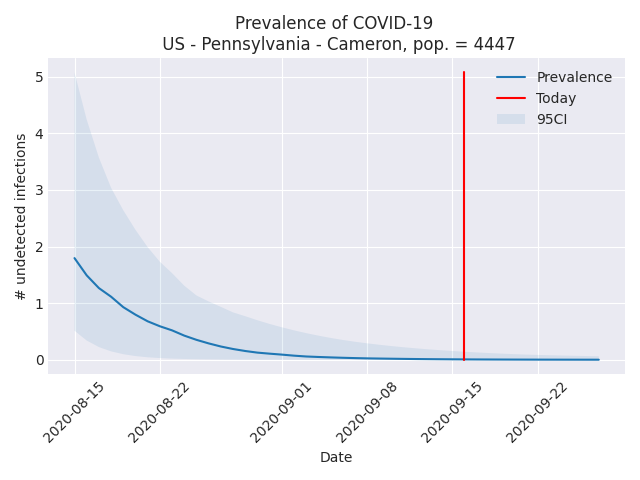 Prevalence of COVID-19
US - Pennsylvania - Cameron, pop. = 4447
5
4
3
2
1
0
# undetected infections
Prevalence
Today
95CI
2020-08-15
2020-08-22
2020-09-01
2020-09-08
2020-09-15
2020-09-22
Date